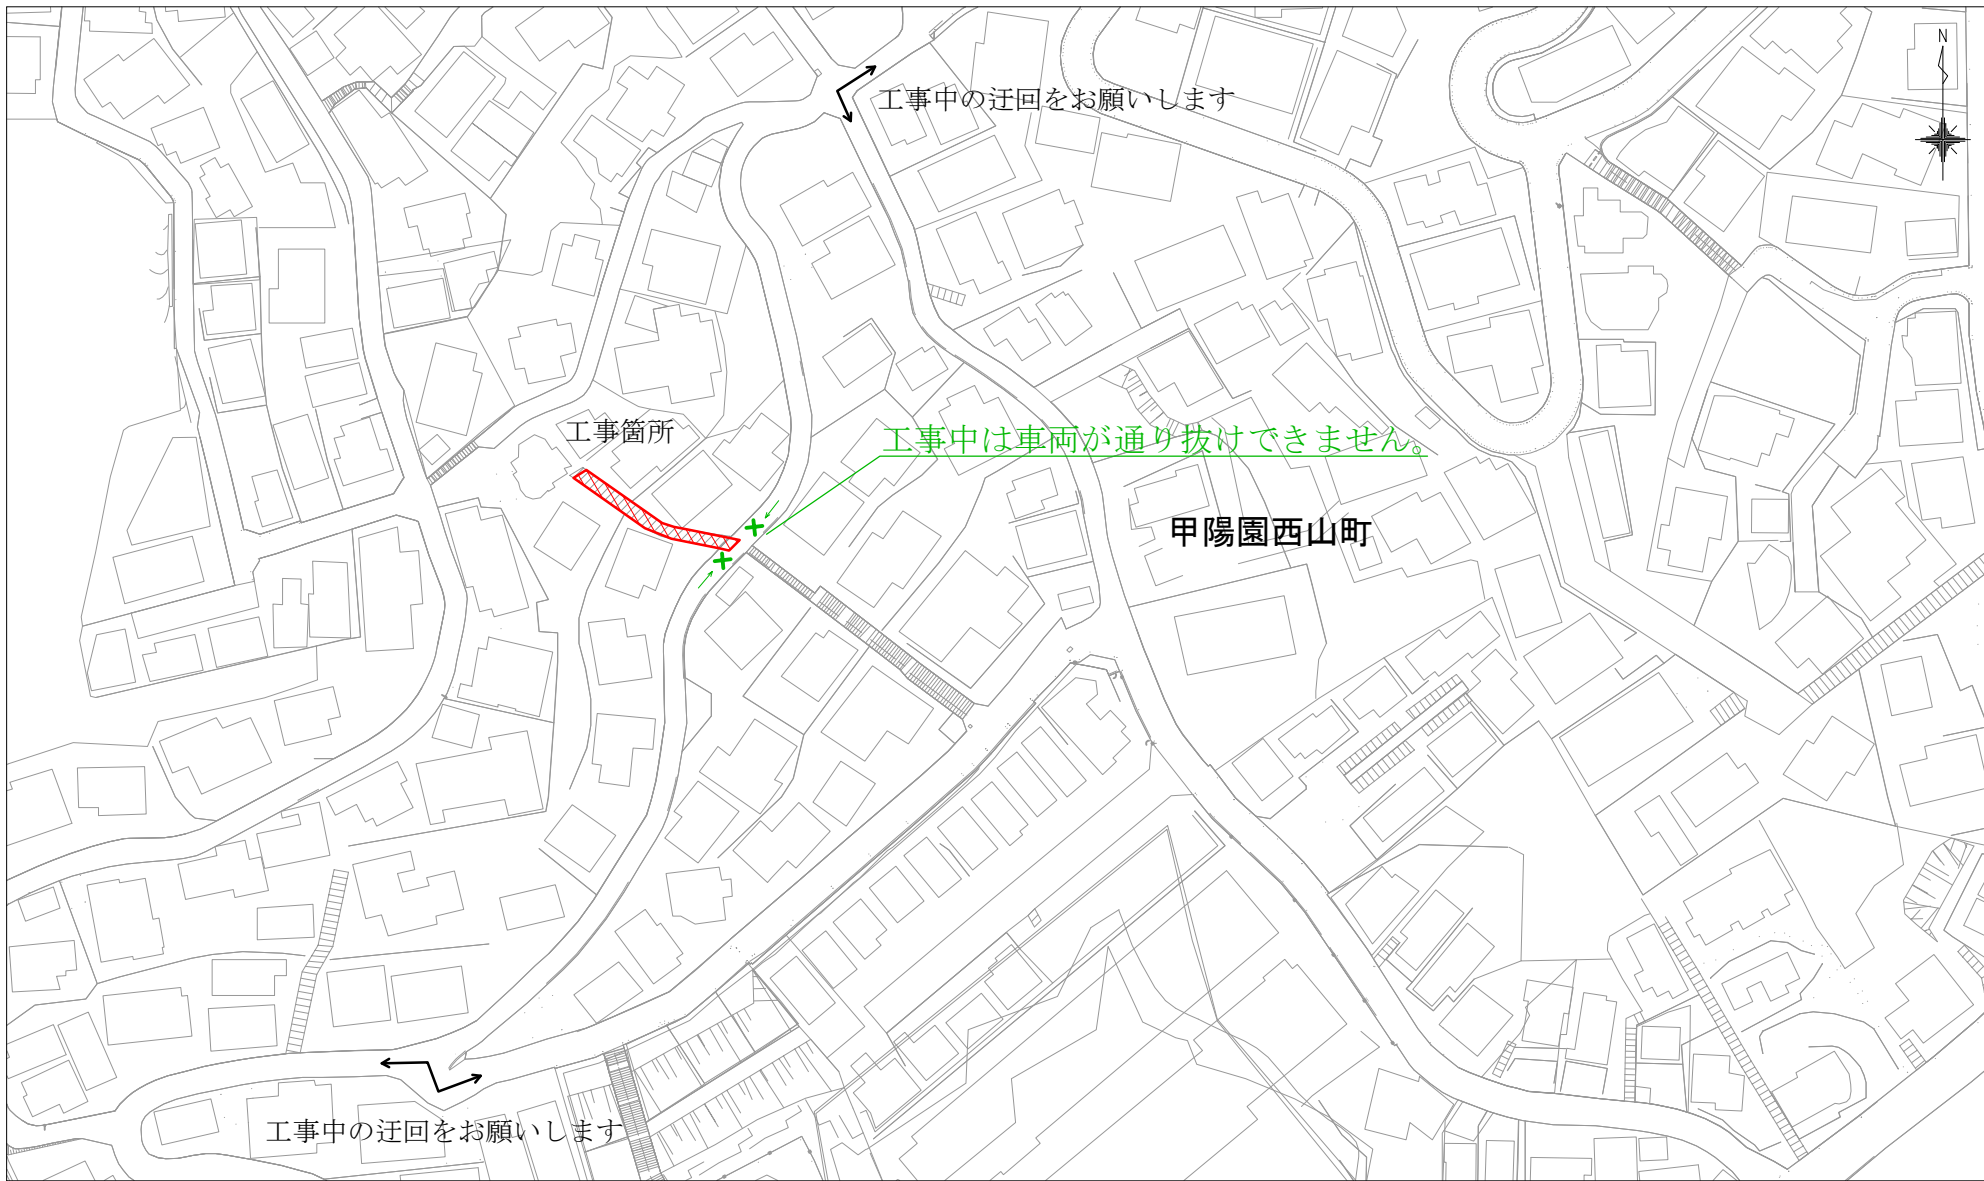 N
工事中の迂回をお願いします
工事箇所
工事中は車両が通り抜けできません。
甲陽園西山町
工事中の迂回をお願いします